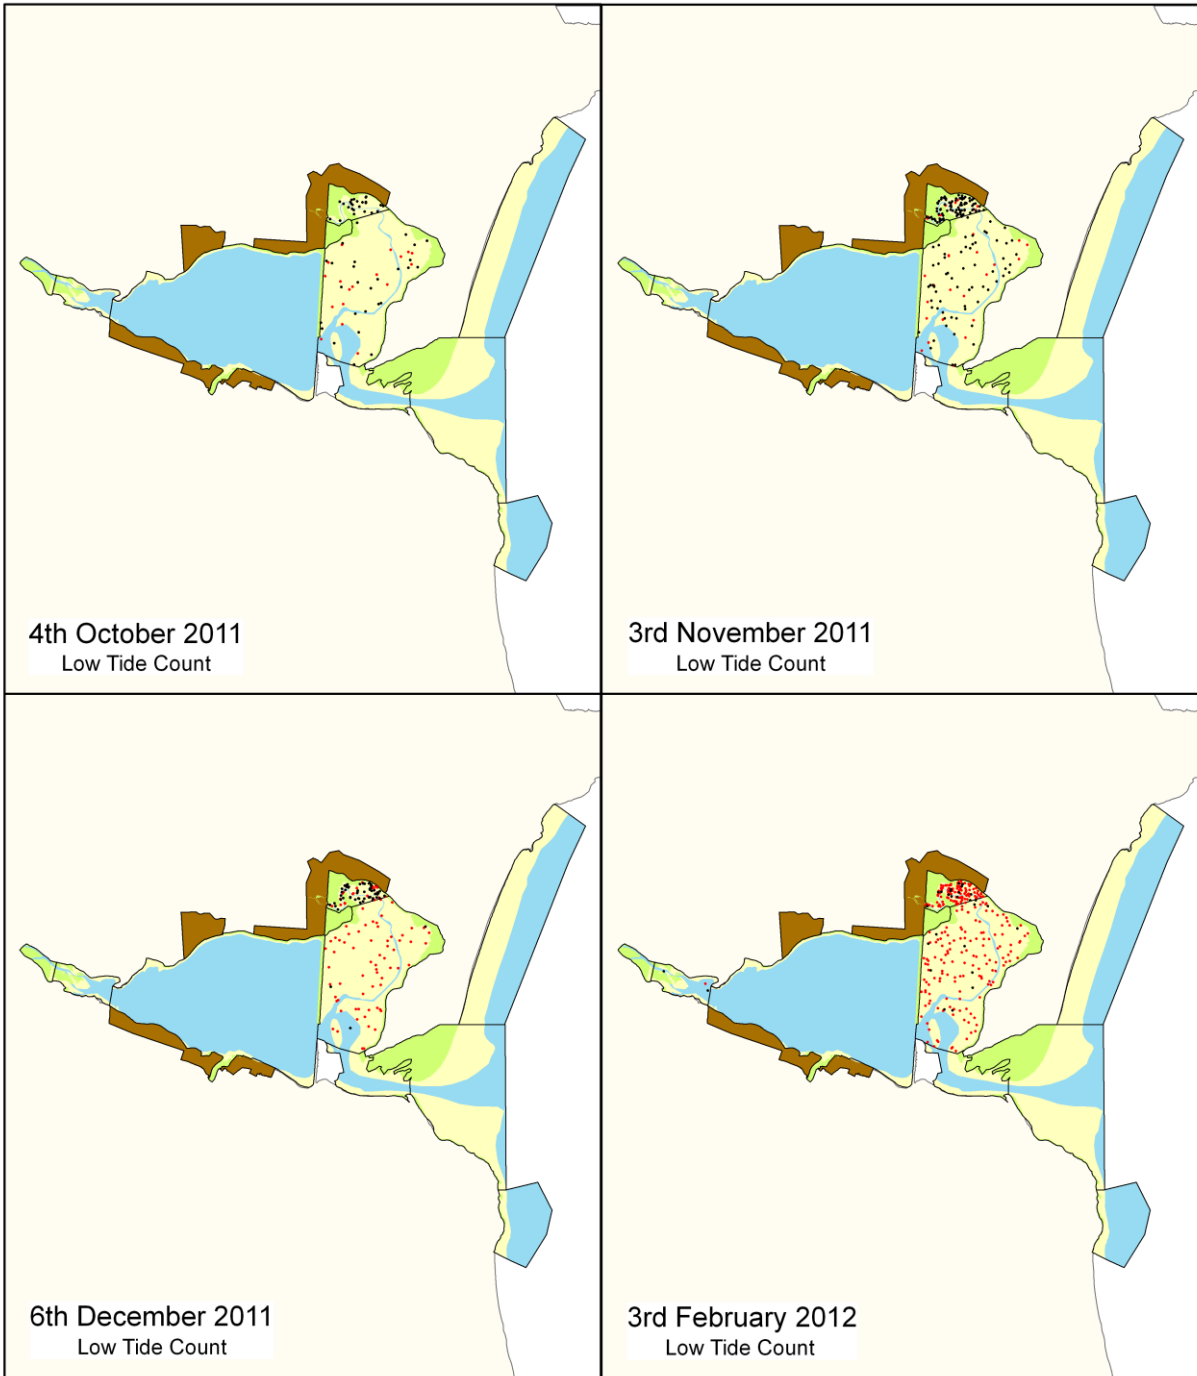 4th October 2011
Low Tide Count
3rd November 2011
Low Tide Count
6th December 2011
Low Tide Count
3rd February 2012
Low Tide Count